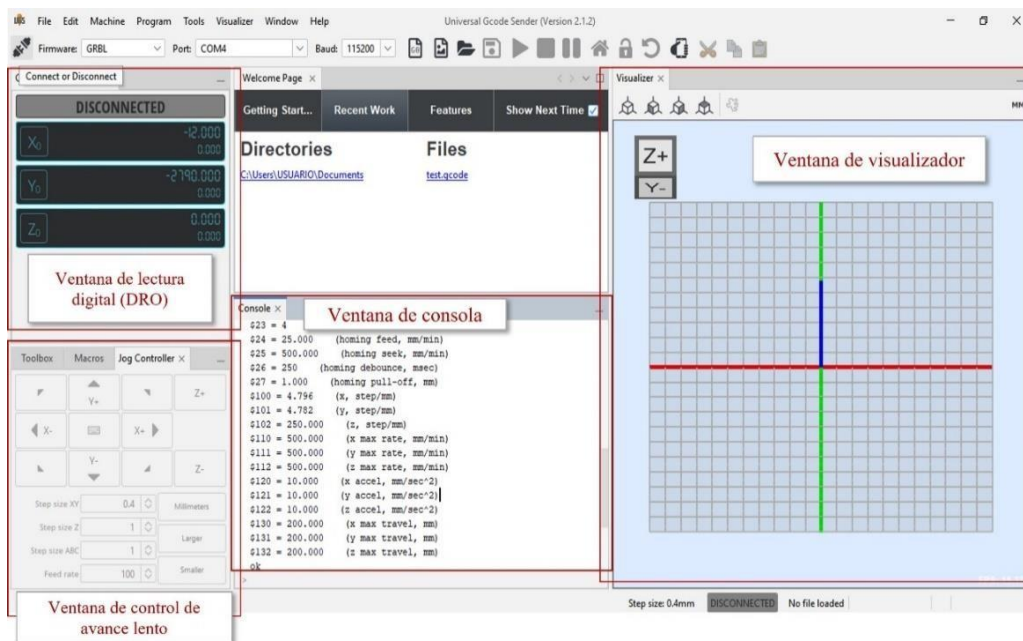 File Edit Machine Program Tools Visualizer Window Help Universal Gcode Sender (Version 2.1.2)
Firmware: GRBL Port: COM4 Baud: 115200
Connect or Disconnect
DISCONNECTED
X0 -12.000
0.000
Y0 -2790.000
0.000
Z0 0.000
0.000
Ventana de lectura
digital (DRO)
Welcome Page
Getting Start... Recent Work Features Show Next Time
Directories Files
C:\Users\USUARIO\Documents test.gcode
Console
Ventana de consola
$23 = 4
$24 = 25.000 (homing feed, mm/min)
$25 = 500.000 (homing seek, mm/min)
$26 = 250 (homing debounce, msec)
$27 = 1.000 (homing pull-off, mm)
$100 = 4.796 (x, step/mm)
$101 = 4.782 (y, step/mm)
$102 = 250.000 (z, step/mm)
$110 = 500.000 (x max rate, mm/min)
$111 = 500.000 (y max rate, mm/min)
$112 = 500.000 (z max rate, mm/min)
$120 = 10.000 (x accel, mm/sec^2)
$121 = 10.000 (y accel, mm/sec^2)
$122 = 10.000 (z accel, mm/sec^2)
$130 = 200.000 (x max travel, mm)
$131 = 200.000 (y max travel, mm)
$132 = 200.000 (z max travel, mm)
ok
>
Toolbox Macros Jog Controller
Y+ Z+
X- X+
Y- Z-
Step size XY 0.4 Millimeters
Step size Z 1
Larger
Step size ABC 1
Feed rate 100 Smaller
Ventana de control de
avance lento
Visualizer
MM
Z+
Y-
Ventana de visualizador
Step size: 0.4mm DISCONNECTED No file loaded